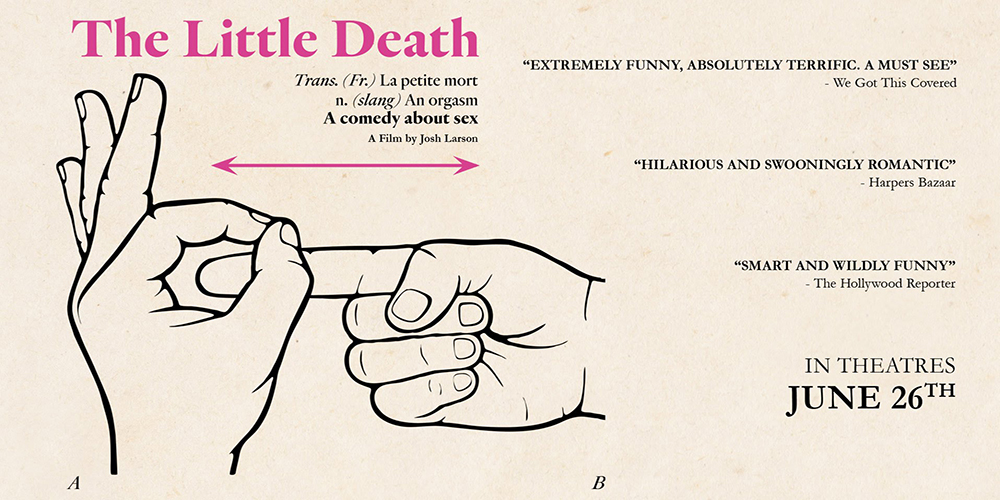 The Little Death
Trans. (Fr.) La petite mort
n. (slang) An orgasm
A comedy about sex
A Film by Josh Larson
“EXTREMELY FUNNY, ABSOLUTELY TERRIFIC. A MUST SEE”
- We Got This Covered
“HILARIOUS AND SWOONINGLY ROMANTIC”
- Harpers Bazaar
“SMART AND WILDLY FUNNY”
- The Hollywood Reporter
IN THEATRES
JUNE 26TH
A
B